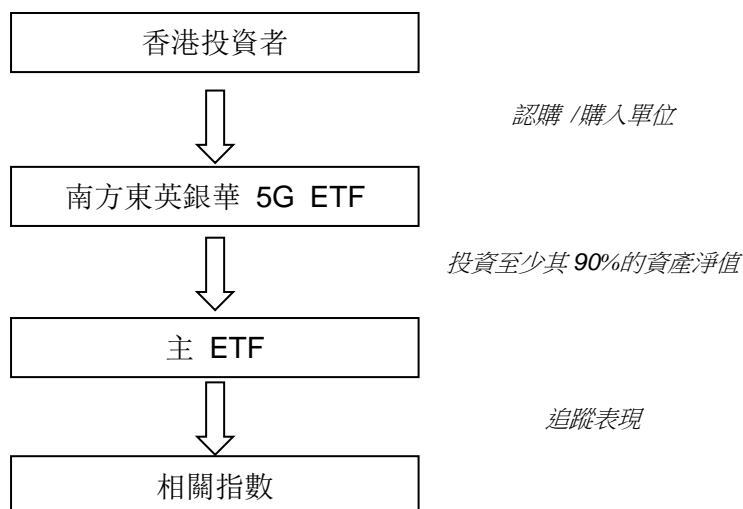 香港投資者
認購 /購入單位
南方東英銀華 5G ETF
投資至少其 90%的資產淨值
主 ETF
追蹤表現
相關指數